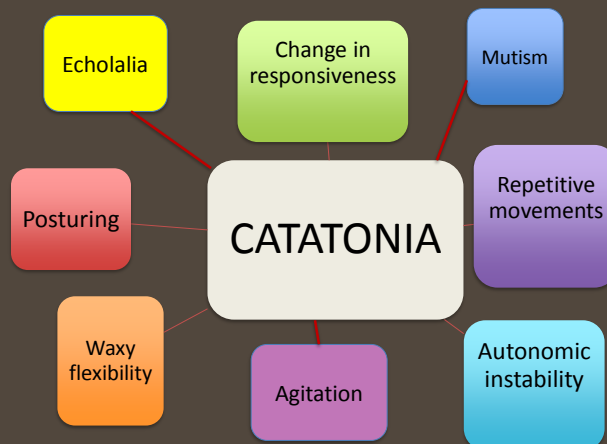 Echolalia
Change in
responsiveness
Mutism
Posturing
CATATONIA
Repetitive
movements
Waxy
flexibility
Agitation
Autonomic
instability